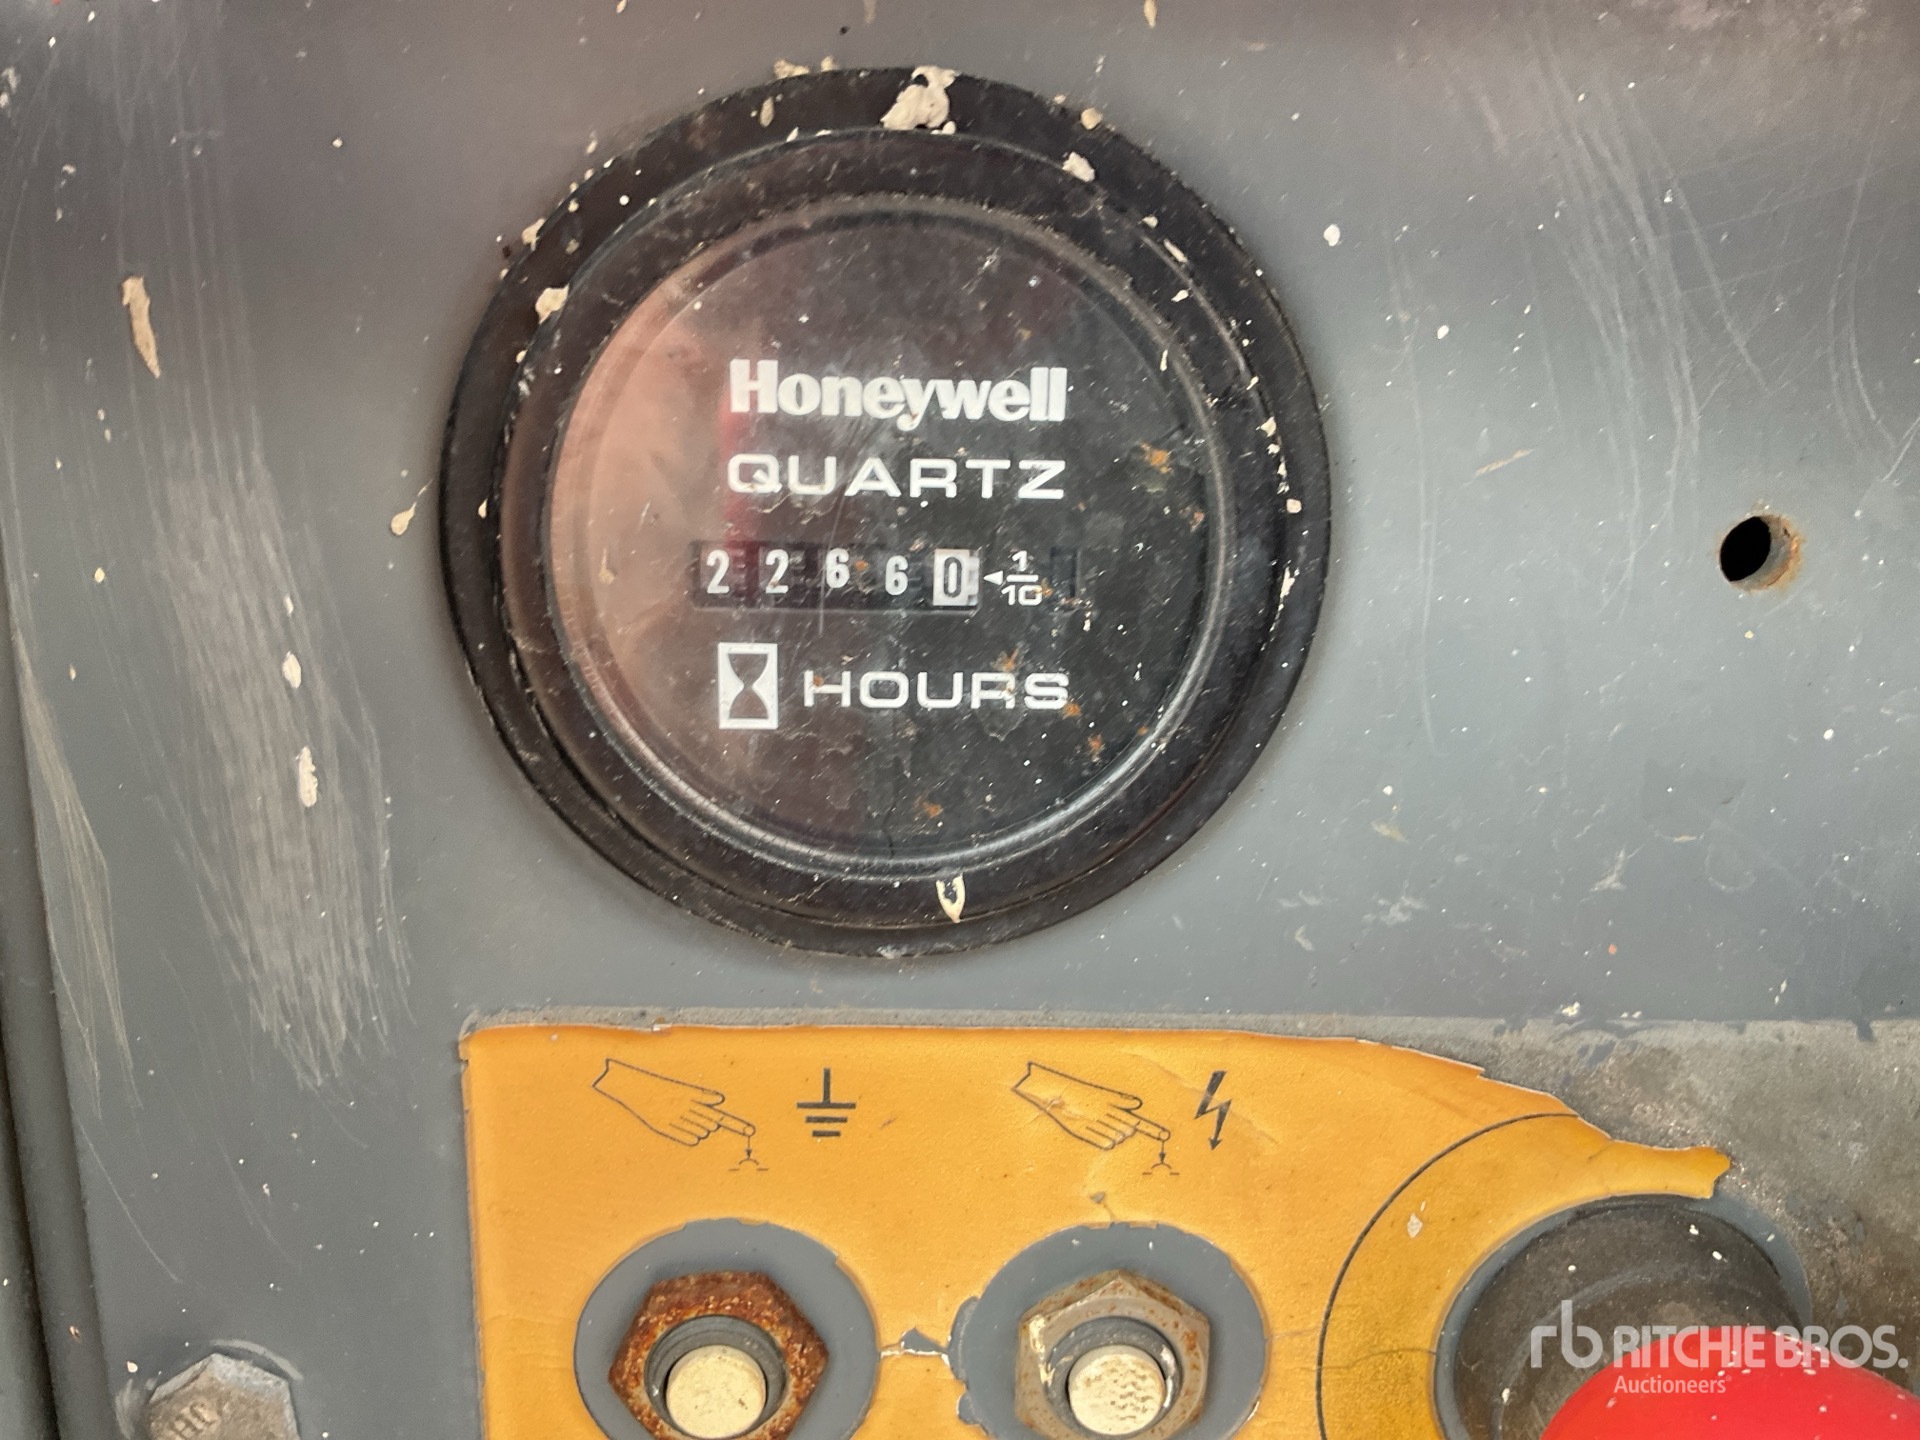 Honeywell
QUARTZ
2 2 6 6 0 1/10
HOURS
rb RITCHIE BROS.
Auctioneers